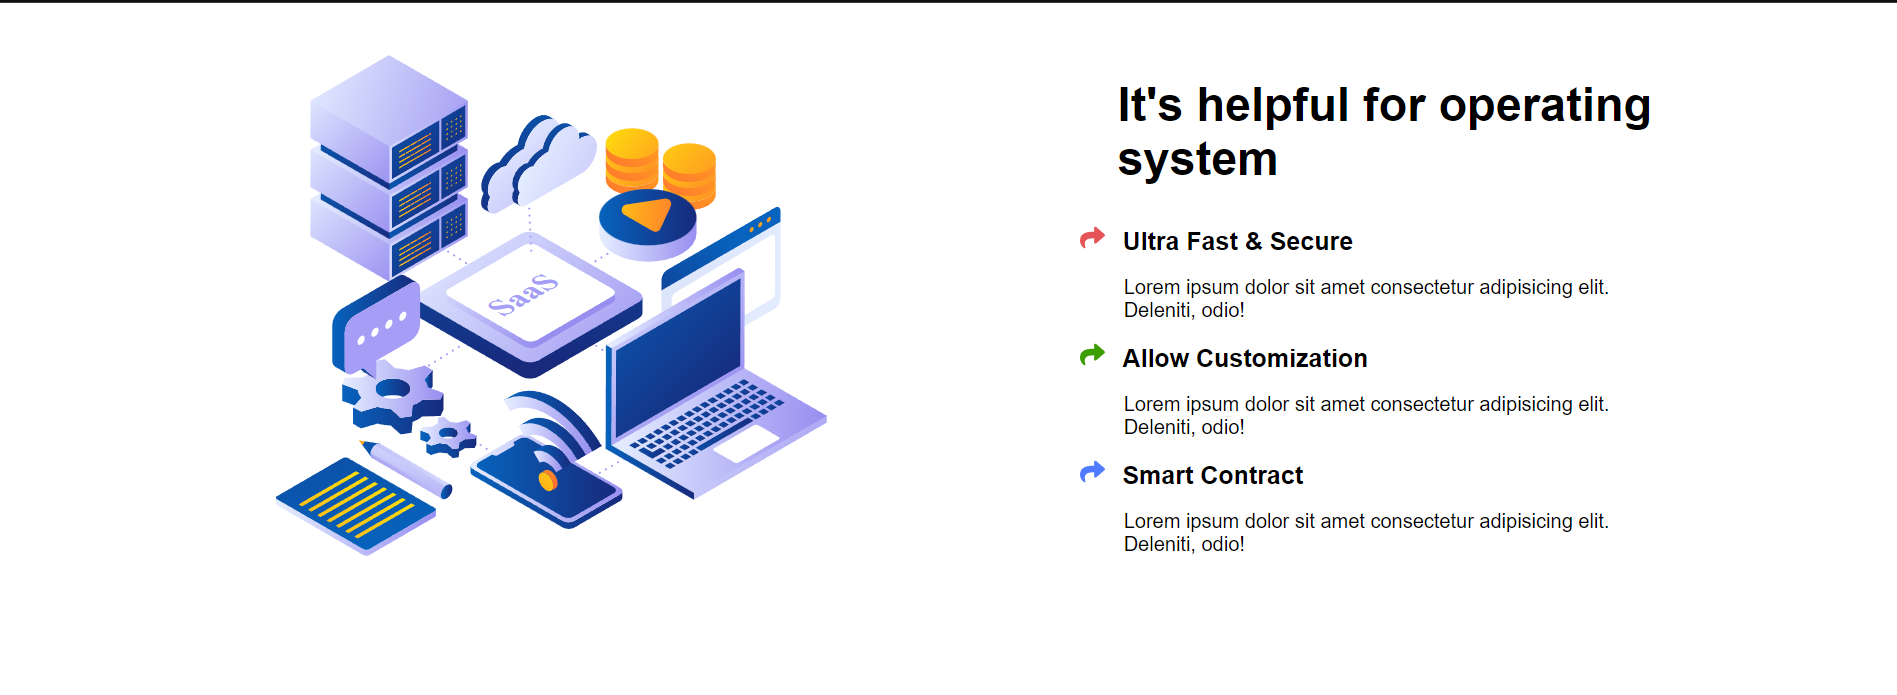 SaaS
It's helpful for operating
system
Ultra Fast & Secure
Lorem ipsum dolor sit amet consectetur adipisicing elit.
Deleniti, odio!
Allow Customization
Lorem ipsum dolor sit amet consectetur adipisicing elit.
Deleniti, odio!
Smart Contract
Lorem ipsum dolor sit amet consectetur adipisicing elit.
Deleniti, odio!